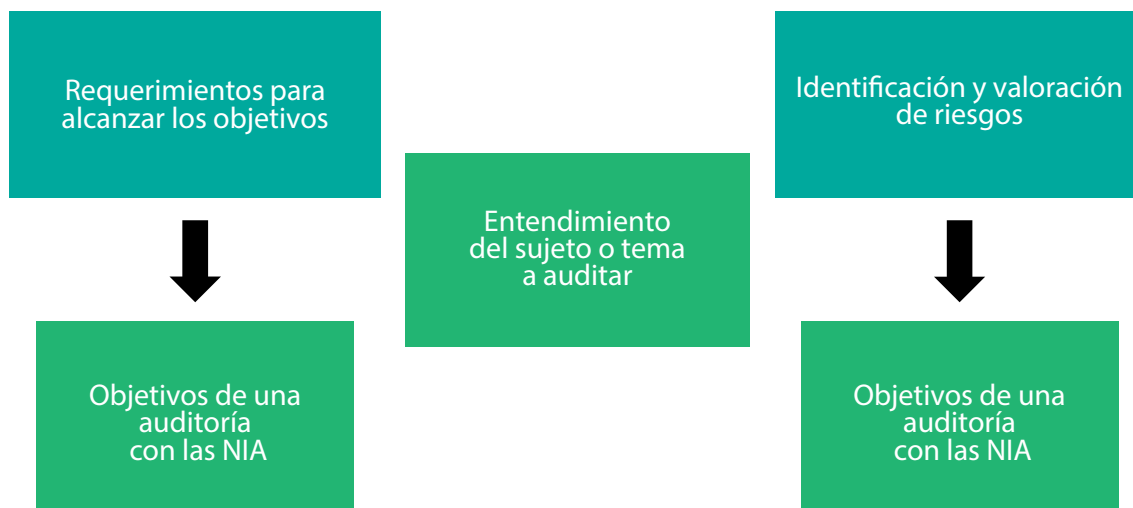 Requerimientos para
alcanzar los objetivos
Identificación y valoración
de riesgos
Entendimiento
del sujeto o tema
a auditar
Objetivos de una
auditoría
con las NIA
Objetivos de una
auditoría
con las NIA